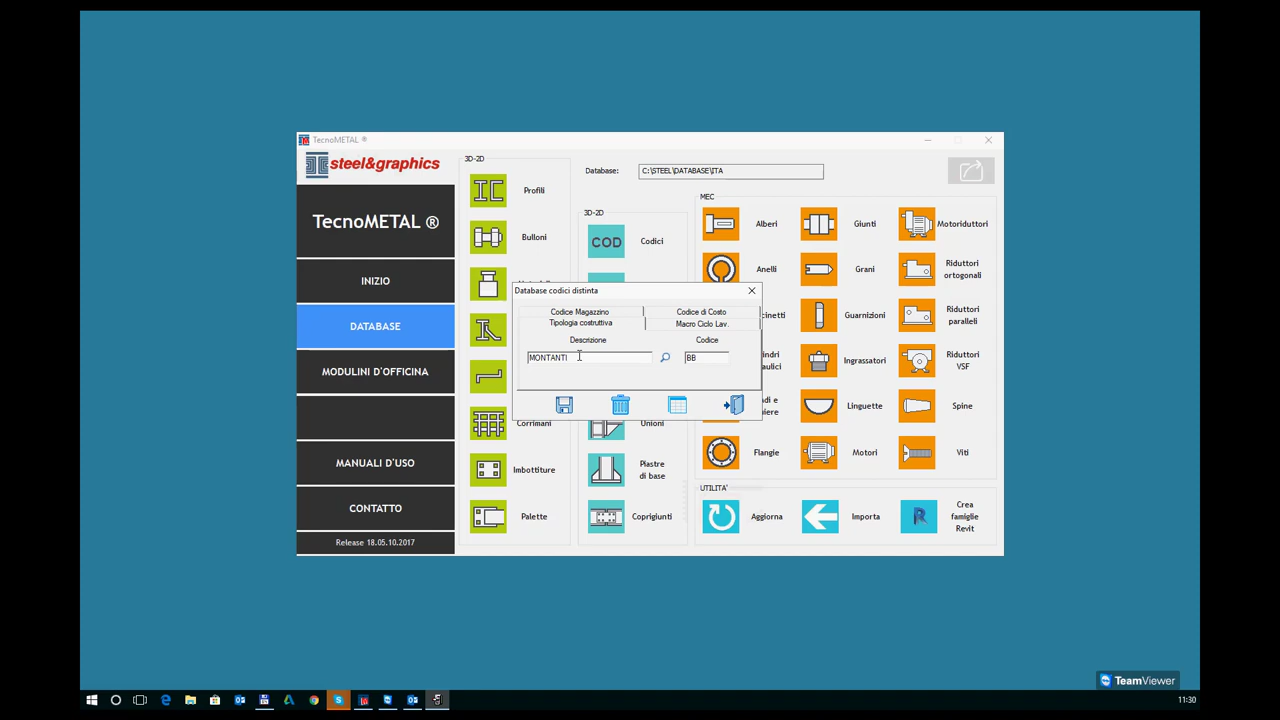 TecnoMETAL ®
steel&graphics
TecnoMETAL ®
INIZIO
DATABASE
MODULINI D'OFFICINA
MANUALI D'USO
CONTATTO
Release 18.05.10.2017
3D-2D
Profili
Bulloni
Corrimani
Imbottiture
Palette
Database:
C:\STEEL\DATABASE\ITA
3D-2D
COD
Codici
Unioni
Piastre
di base
Coprigiunti
Database codici distinta
Codice Magazzino
Codice di Costo
Tipologia costruttiva
Macro Ciclo Lav.
Descrizione
Codice
MONTANTI
BB
MEC
Alberi
Giunti
Motoriduttori
Anelli
Grani
Riduttori
ortogonali
Guarnizioni
Riduttori
paralleli
Ingrassatori
Riduttori
VSF
Linguette
Spine
Flangie
Motori
Viti
UTILITA'
Aggiorna
Importa
R
Crea
famiglie
Revit
TeamViewer
11:30